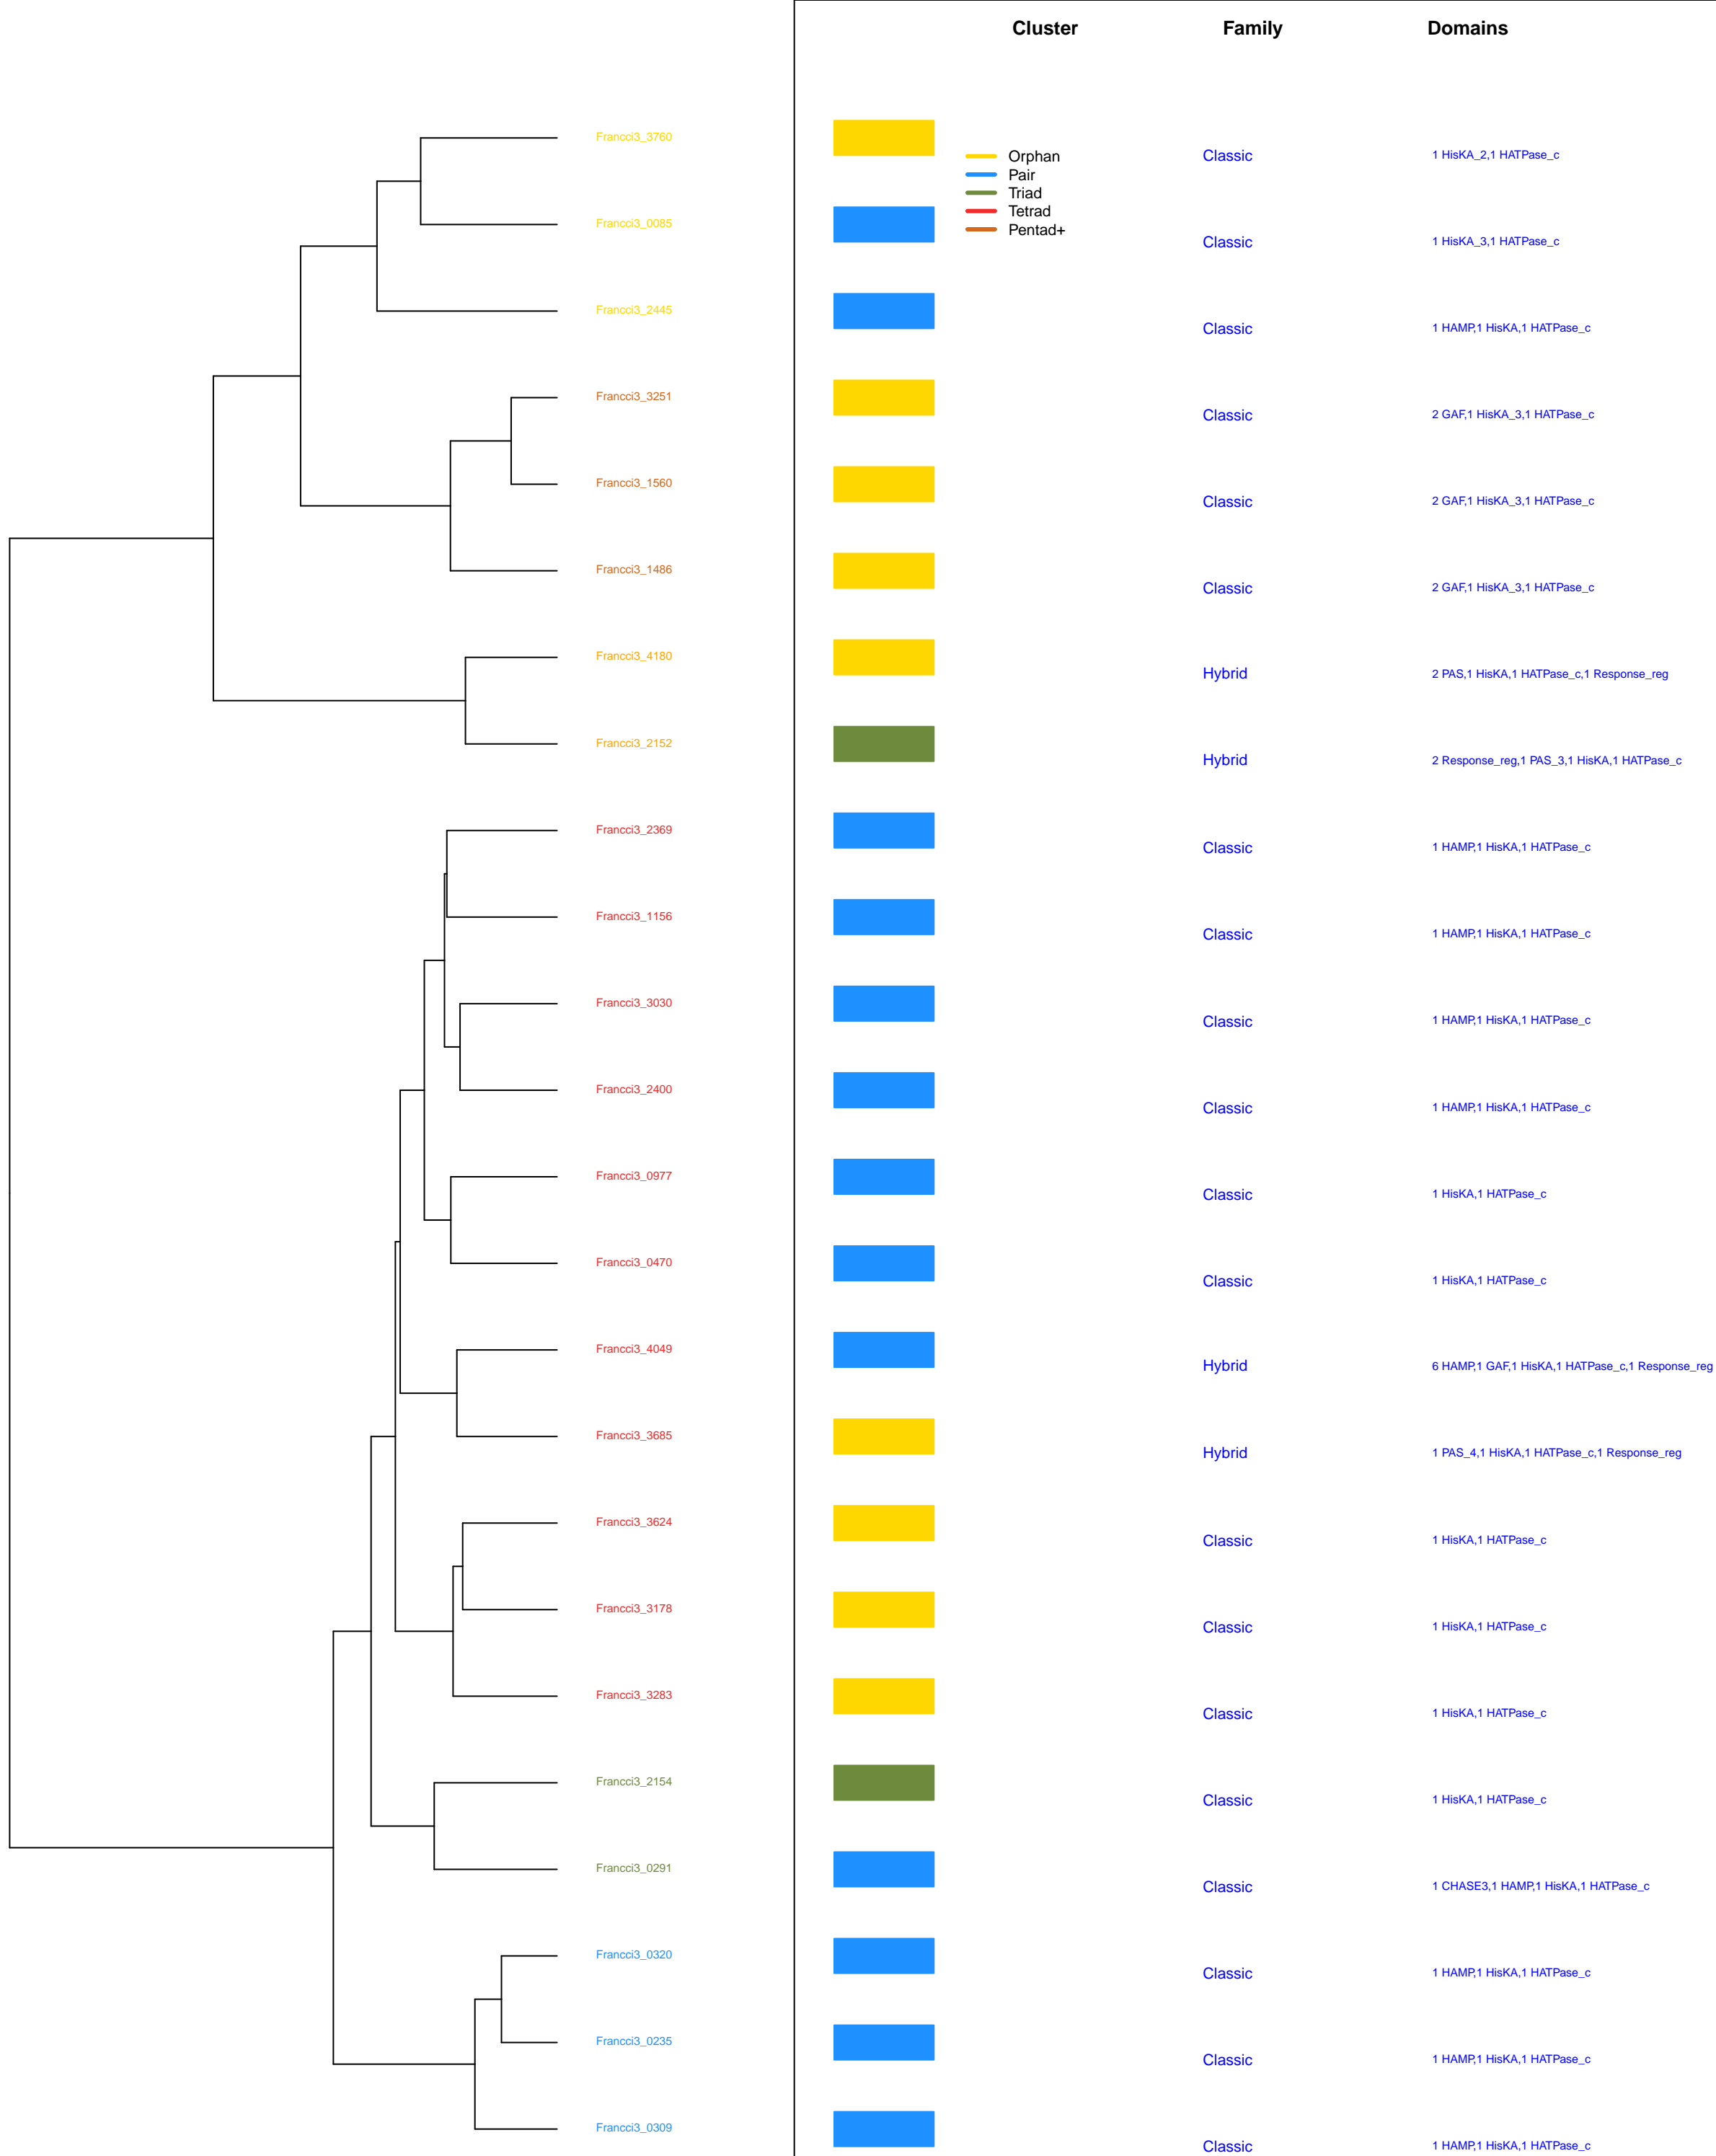 Cluster Family Domains
Francci3_3760
Orphan
Classic 1 HisKA_2,1 HATPase_c
Pair
Triad
Tetrad
Francci3_0085
Pentad+
Classic 1 HisKA_3,1 HATPase_c
Francci3_2445
Classic 1 HAMP,1 HisKA,1 HATPase_c
Francci3_3251
Classic 2 GAF,1 HisKA_3,1 HATPase_c
Francci3_1560
Classic 2 GAF,1 HisKA_3,1 HATPase_c
Francci3_1486
Classic 2 GAF,1 HisKA_3,1 HATPase_c
Francci3_4180
Hybrid 2 PAS,1 HisKA,1 HATPase_c,1 Response_reg
Francci3_2152
Hybrid 2 Response_reg,1 PAS_3,1 HisKA,1 HATPase_c
Francci3_2369
Classic 1 HAMP,1 HisKA,1 HATPase_c
Francci3_1156
Classic 1 HAMP,1 HisKA,1 HATPase_c
Francci3_3030
Classic 1 HAMP,1 HisKA,1 HATPase_c
Francci3_2400
Classic 1 HAMP,1 HisKA,1 HATPase_c
Francci3_0977
Classic 1 HisKA,1 HATPase_c
Francci3_0470
Classic 1 HisKA,1 HATPase_c
Francci3_4049
Hybrid 6 HAMP,1 GAF,1 HisKA,1 HATPase_c,1 Response_reg
Francci3_3685
Hybrid 1 PAS_4,1 HisKA,1 HATPase_c,1 Response_reg
Francci3_3624
Classic 1 HisKA,1 HATPase_c
Francci3_3178
Classic 1 HisKA,1 HATPase_c
Francci3_3283
Classic 1 HisKA,1 HATPase_c
Francci3_2154
Classic 1 HisKA,1 HATPase_c
Francci3_0291
Classic 1 CHASE3,1 HAMP,1 HisKA,1 HATPase_c
Francci3_0320
Classic 1 HAMP,1 HisKA,1 HATPase_c
Francci3_0235
Classic 1 HAMP,1 HisKA,1 HATPase_c
Francci3_0309
Classic 1 HAMP,1 HisKA,1 HATPase_c